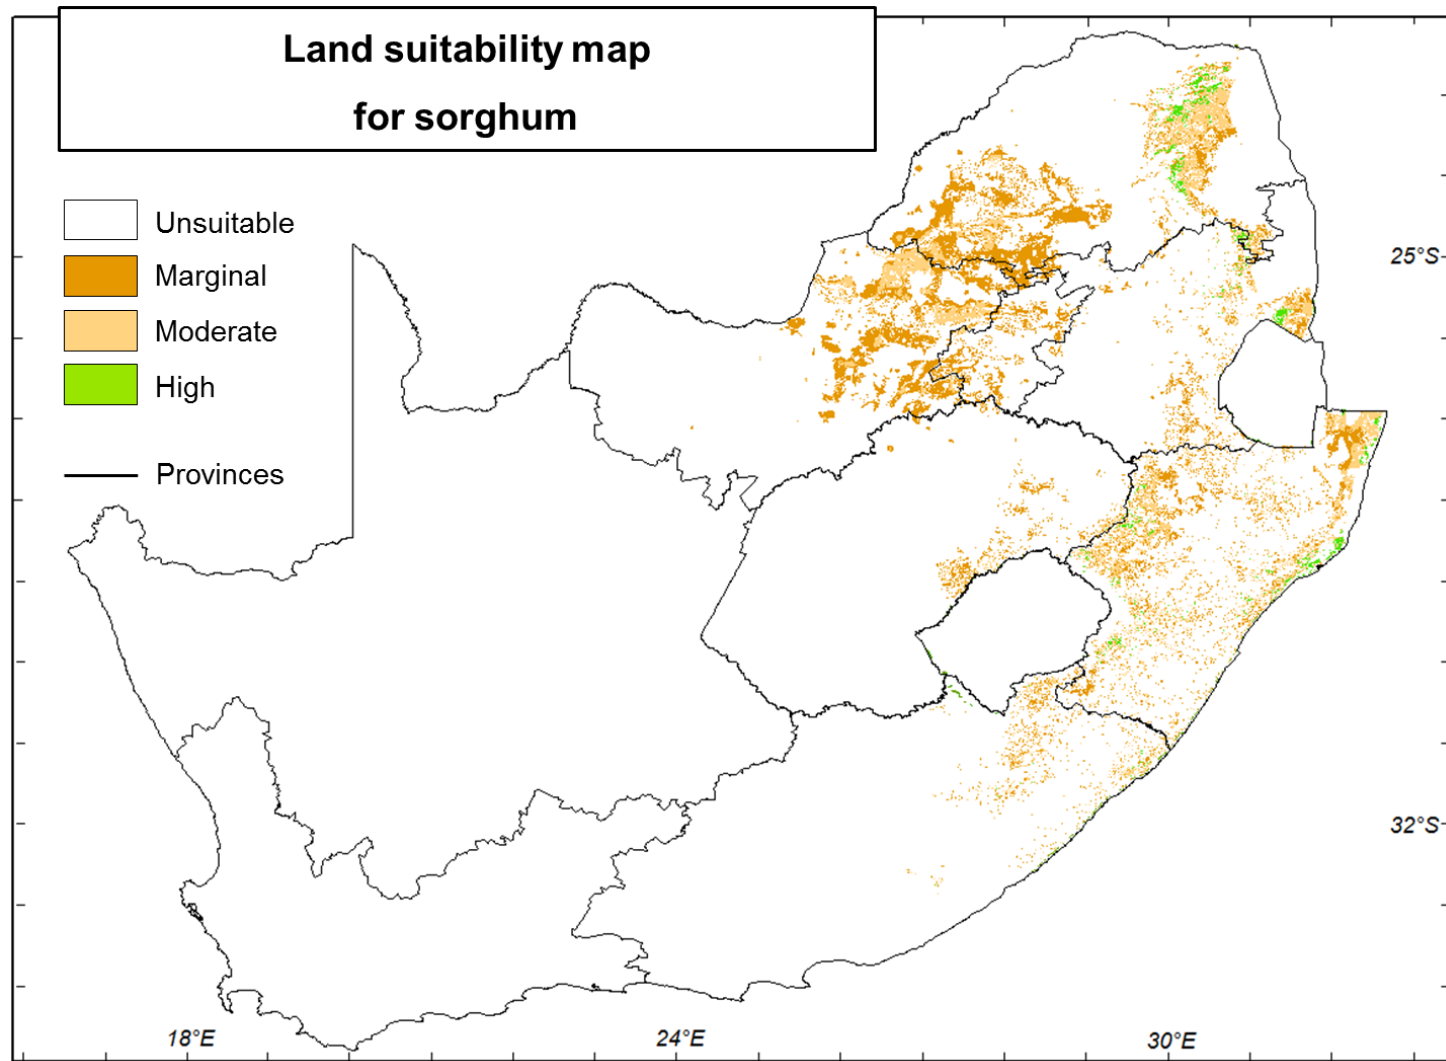 Land suitability map
for sorghum
Unsuitable
Marginal
Moderate
High
Provinces
25°S
32°S
18°E
24°E
30°E